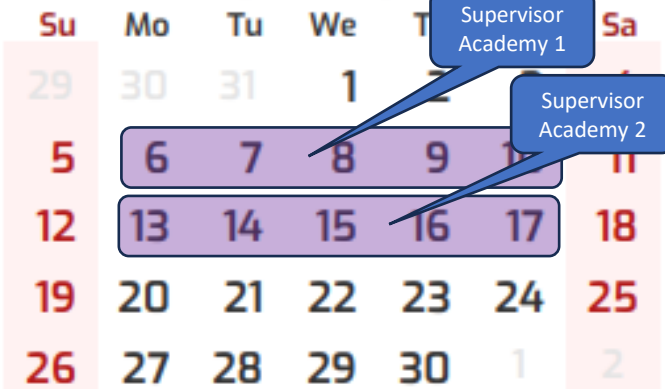 Supervisor
Academy 1
Su Mo Tu We T Sa
29 30 31 1 2
Supervisor
Academy 2
5 6 7 8 9 10 11
12 13 14 15 16 17 18
19 20 21 22 23 24 25
26 27 28 29 30 1 2